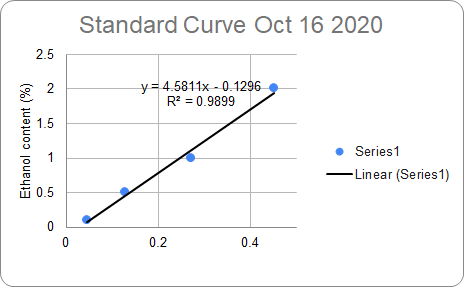 Standard Curve Oct 16 2020
2.5
2
1.5
1
0.5
0
Ethanol content (%)
y = 4.5811x - 0.1296
R² = 0.9899
0 0.2 0.4
Series1
Linear (Series1)